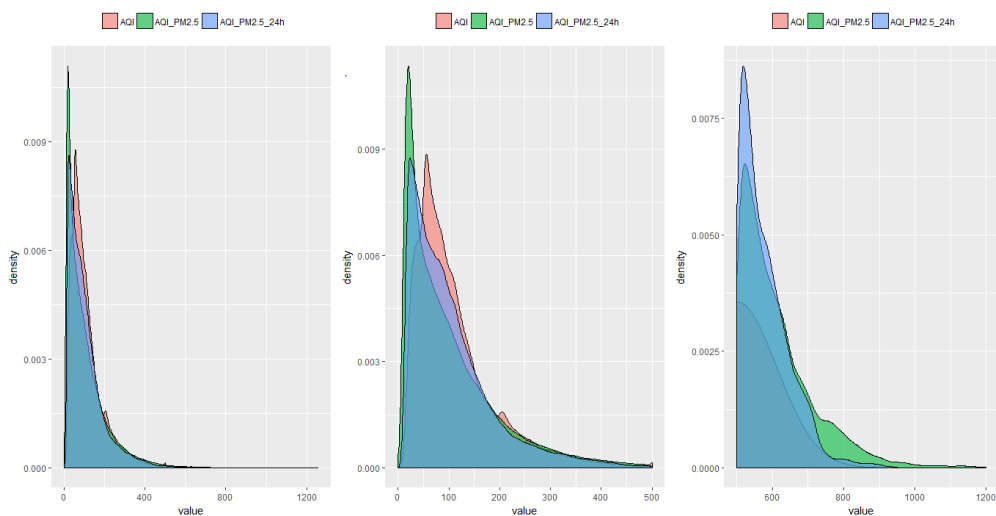 AQI AQI_PM2.5 AQI_PM2.5_24h
density
0.009
0.006
0.003
0.000
0 400 800 1200
value
AQI AQI_PM2.5 AQI_PM2.5_24h
density
0.009
0.006
0.003
0.000
0 100 200 300 400 500
value
AQI AQI_PM2.5 AQI_PM2.5_24h
density
0.0075
0.0050
0.0025
0.0000
600 800 1000 1200
value